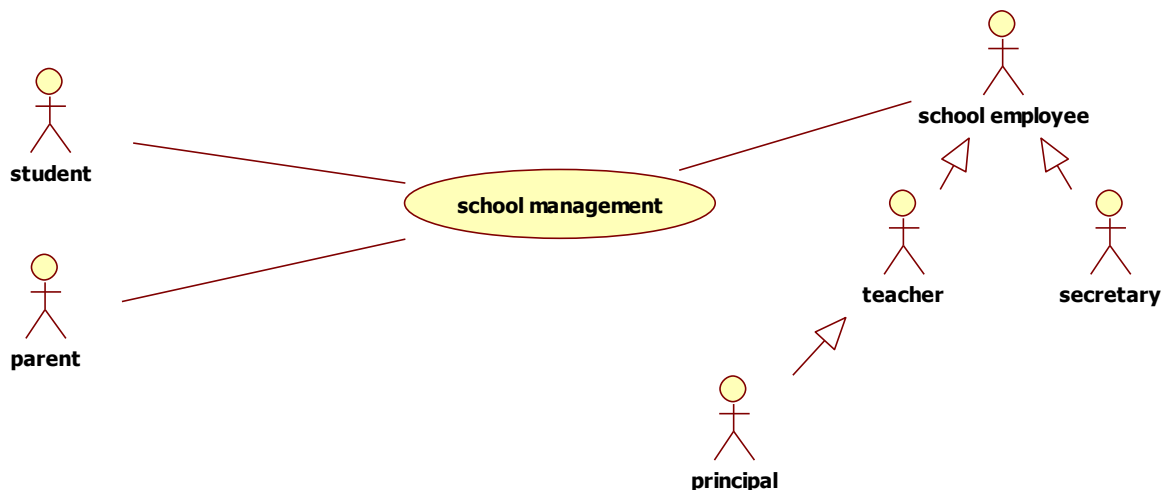 school employee
student
school management
teacher
secretary
parent
principal